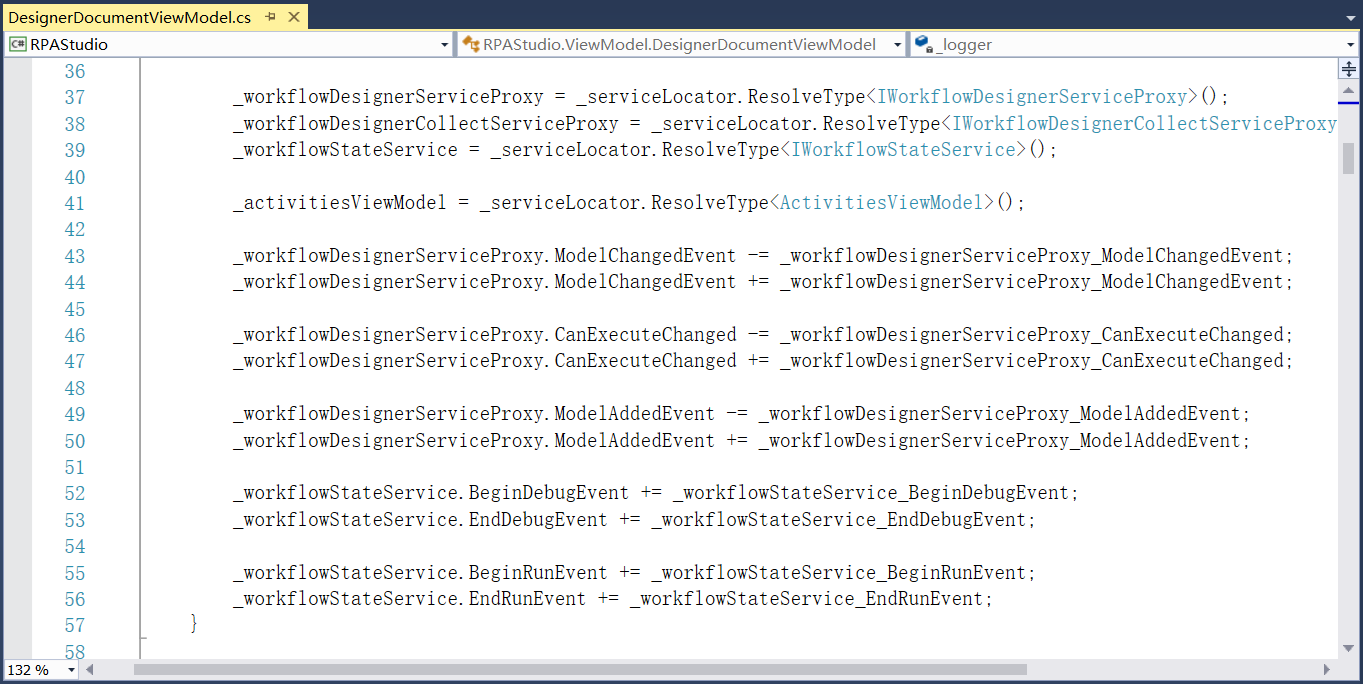 DesignerDocumentViewModel.cs
C# RPAStudio
RPAStudio.ViewModel.DesignerDocumentViewModel
_logger
36
37 _workflowDesignerServiceProxy = _serviceLocator.ResolveType<IWorkflowDesignerServiceProxy>();
38 _workflowDesignerCollectServiceProxy = _serviceLocator.ResolveType<IWorkflowDesignerCollectServiceProxy
39 _workflowStateService = _serviceLocator.ResolveType<IWorkflowStateService>();
40
41 _activitiesViewModel = _serviceLocator.ResolveType<ActivitiesViewModel>();
42
43 _workflowDesignerServiceProxy.ModelChangedEvent -= _workflowDesignerServiceProxy_ModelChangedEvent;
44 _workflowDesignerServiceProxy.ModelChangedEvent += _workflowDesignerServiceProxy_ModelChangedEvent;
45
46 _workflowDesignerServiceProxy.CanExecuteChanged -= _workflowDesignerServiceProxy_CanExecuteChanged;
47 _workflowDesignerServiceProxy.CanExecuteChanged += _workflowDesignerServiceProxy_CanExecuteChanged;
48
49 _workflowDesignerServiceProxy.ModelAddedEvent -= _workflowDesignerServiceProxy_ModelAddedEvent;
50 _workflowDesignerServiceProxy.ModelAddedEvent += _workflowDesignerServiceProxy_ModelAddedEvent;
51
52 _workflowStateService.BeginDebugEvent += _workflowStateService_BeginDebugEvent;
53 _workflowStateService.EndDebugEvent += _workflowStateService_EndDebugEvent;
54
55 _workflowStateService.BeginRunEvent += _workflowStateService_BeginRunEvent;
56 _workflowStateService.EndRunEvent += _workflowStateService_EndRunEvent;
57 }
58
132 %